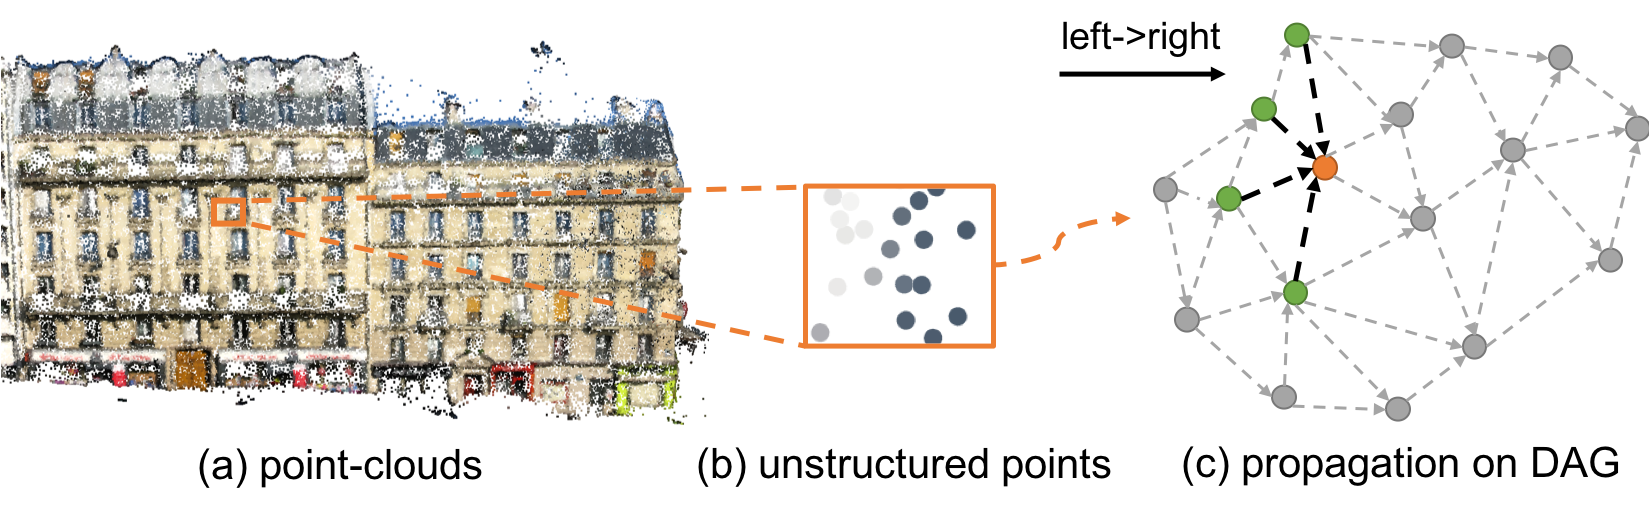 left->right
(a) point-clouds
(b) unstructured points
(c) propagation on DAG